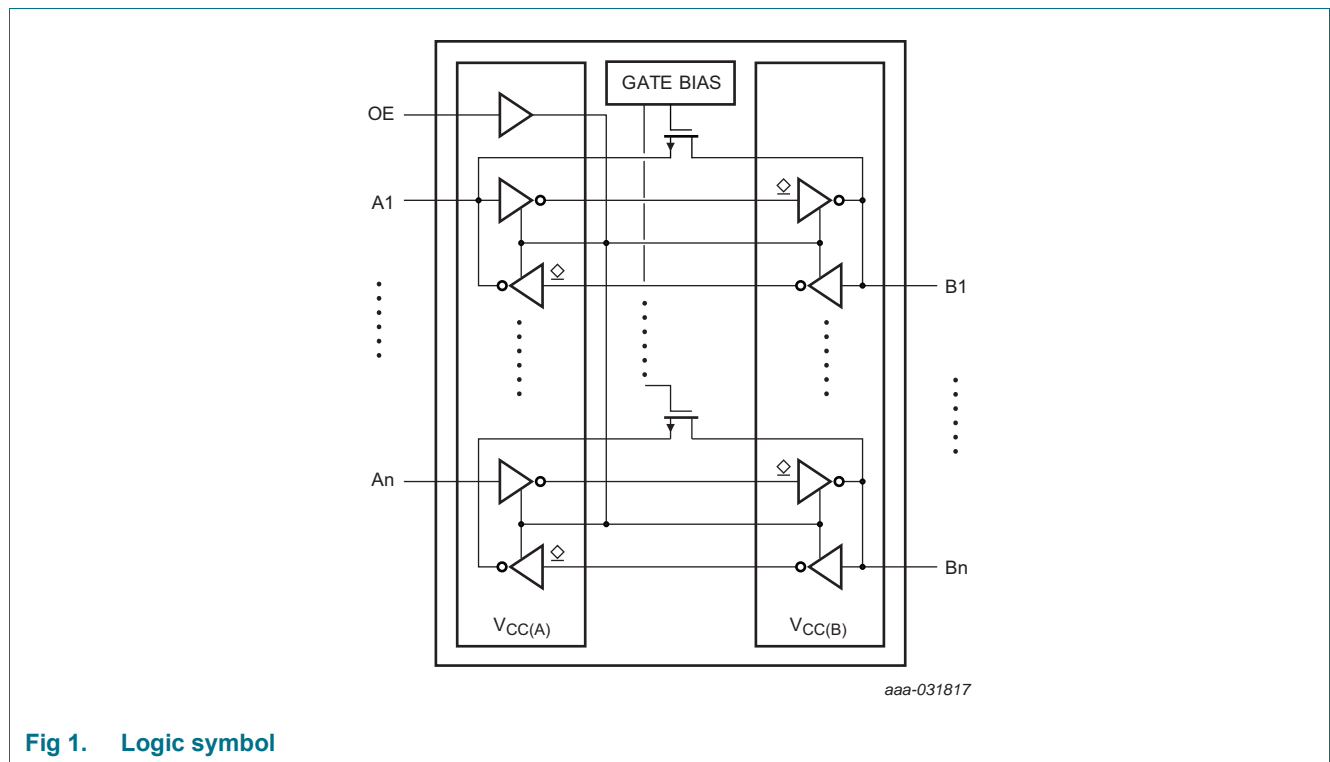 GATE BIAS
OE
A1
B1
An
Bn
VCC(A)
VCC(B)
aaa-031817
Fig 1. Logic symbol